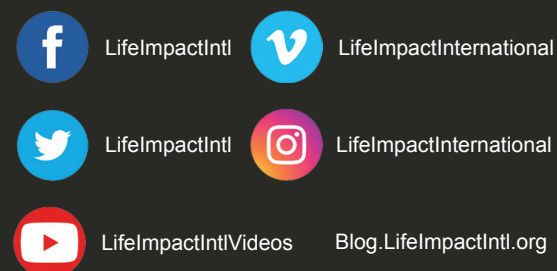 LifeImpactIntl
LifeImpactInternational
LifeImpactIntl
LifeImpactInternational
LifeImpactIntlVideos
Blog.LifeImpactIntl.org